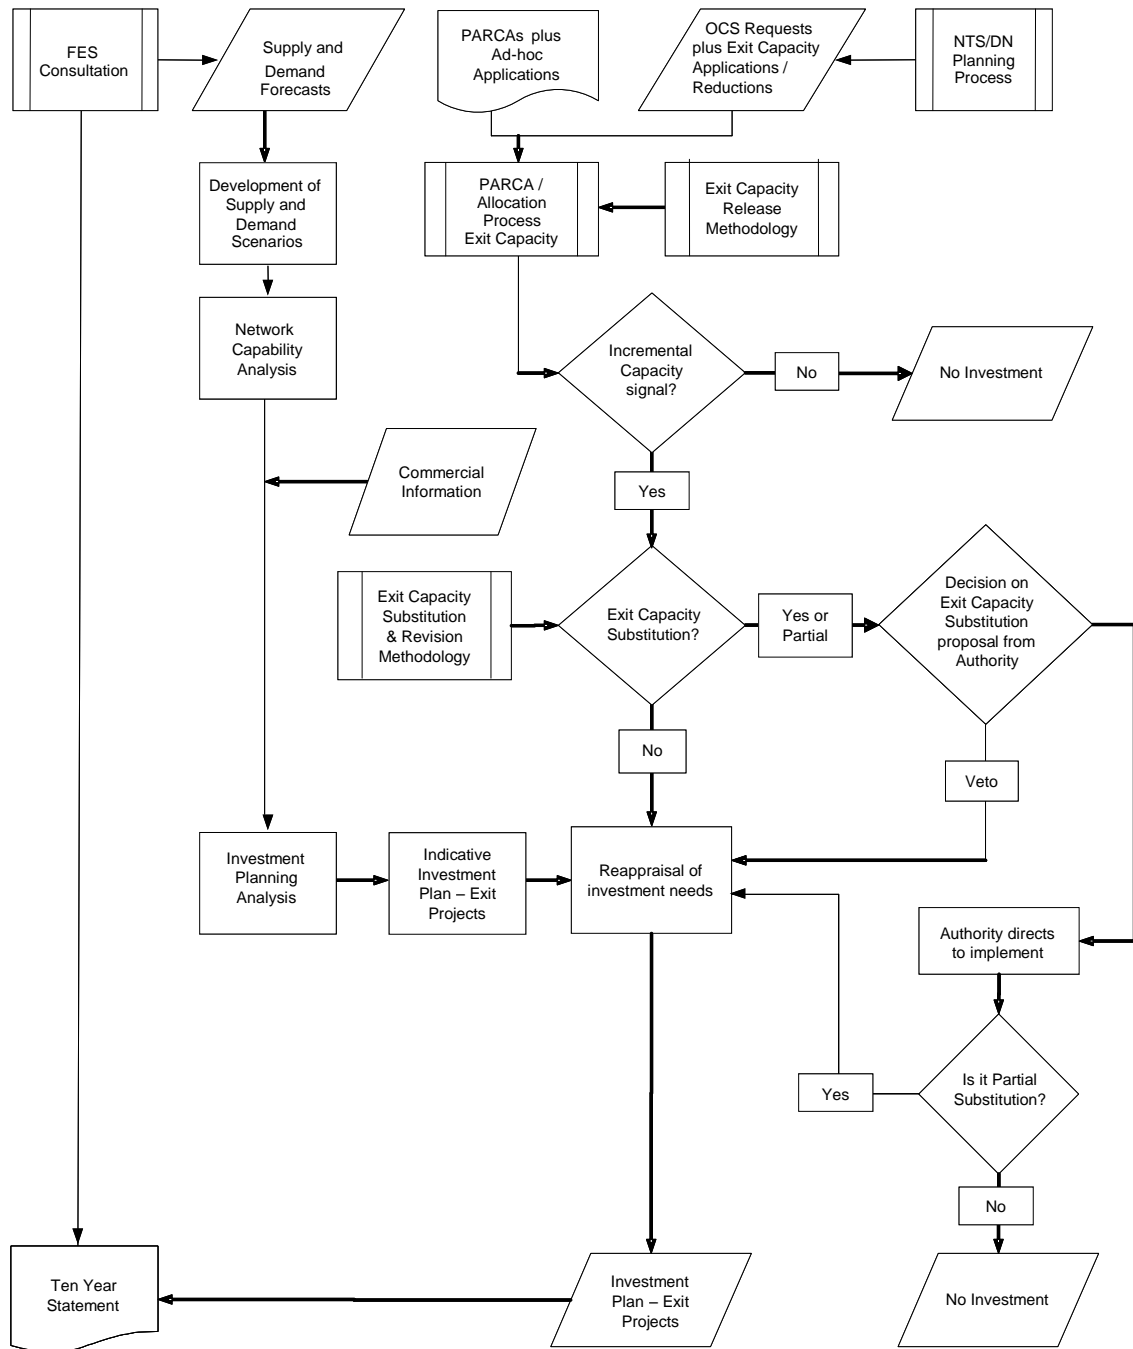 FES
Consultation
Supply and
Demand
Forecasts
PARCAs plus
Ad-hoc
Applications
OCS Requests
plus Exit Capacity
Applications /
Reductions
NTS/DN
Planning
Process
Development of
Supply and
Demand
Scenarios
PARCA /
Allocation
Process
Exit Capacity
Exit Capacity
Release
Methodology
Network
Capability
Analysis
Incremental
Capacity
signal?
No
No Investment
Commercial
Information
Yes
Exit Capacity
Substitution
& Revision
Methodology
Exit Capacity
Substitution?
Yes or
Partial
Decision on
Exit Capacity
Substitution
proposal from
Authority
No
Veto
Investment
Planning
Analysis
Indicative
Investment
Plan – Exit
Projects
Reappraisal of
investment needs
Authority directs
to implement
Is it Partial
Substitution?
Yes
No
Ten Year
Statement
Investment
Plan – Exit
Projects
No Investment